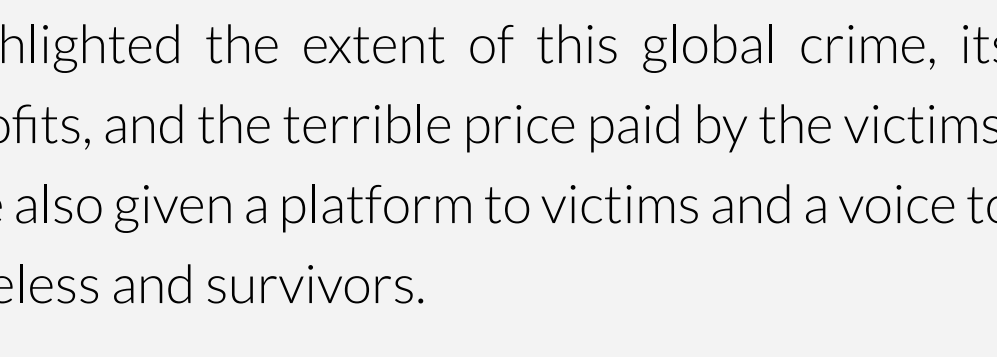 hlighted the extent of this global crime, its
ofits, and the terrible price paid by the victims
also given a platform to victims and a voice to
eless and survivors.